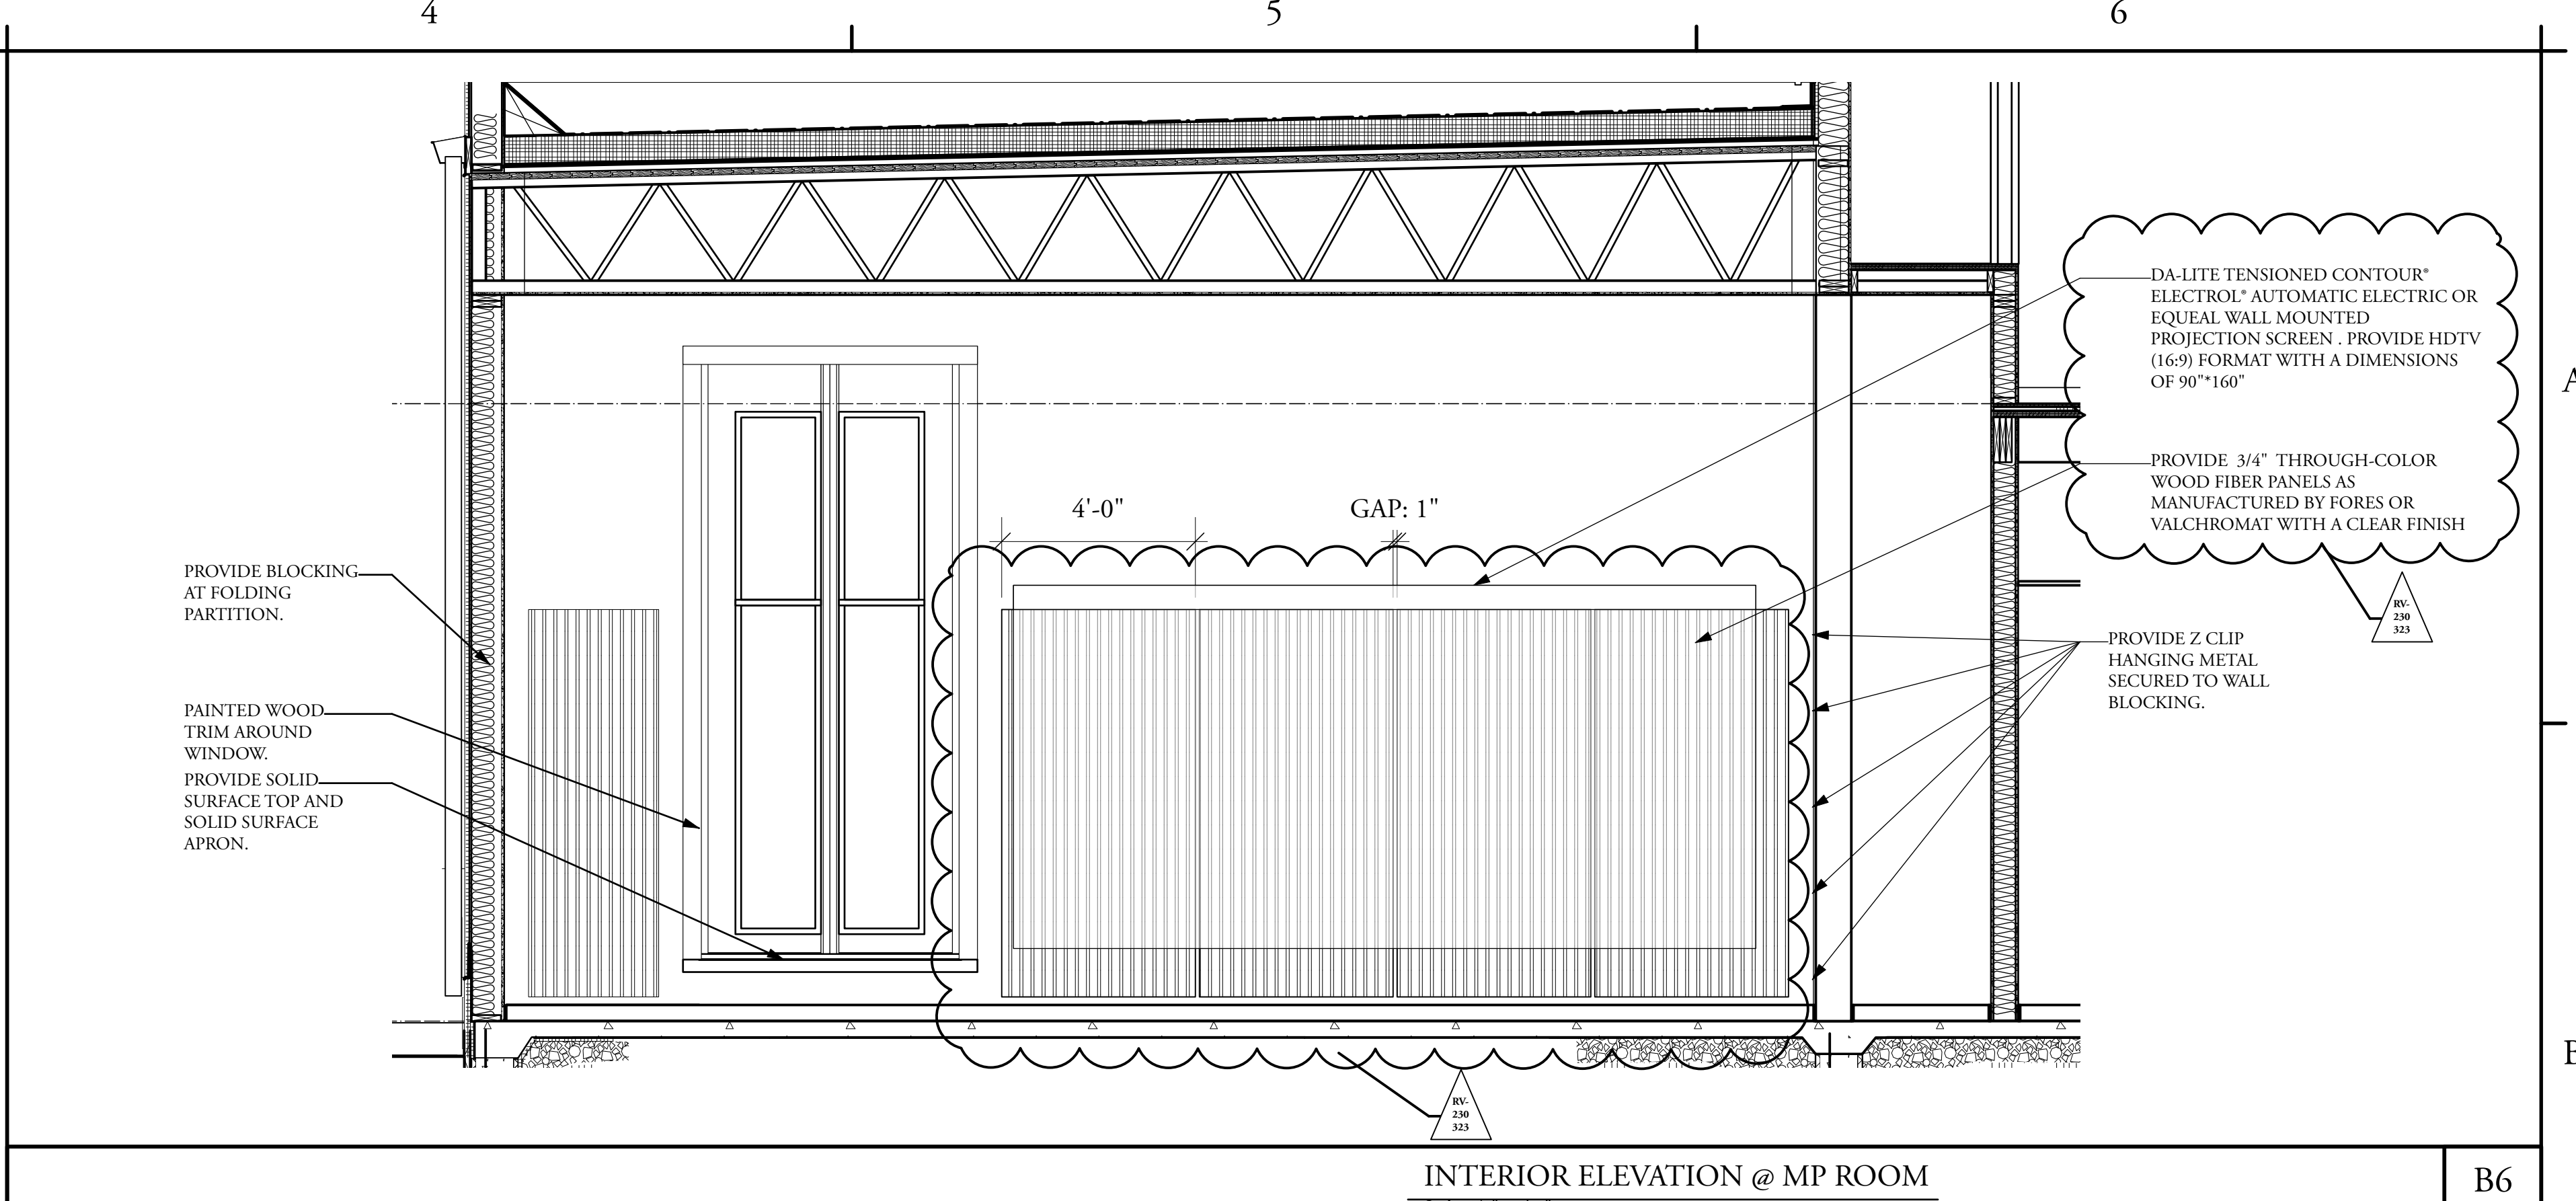 4
5
6
DA-LITE TENSIONED CONTOUR®
ELECTROL® AUTOMATIC ELECTRIC OR
EQUEAL WALL MOUNTED
PROJECTION SCREEN . PROVIDE HDTV
(16:9) FORMAT WITH A DIMENSIONS
OF 90"*160"
A
PROVIDE 3/4" THROUGH-COLOR
WOOD FIBER PANELS AS
MANUFACTURED BY FORES OR
VALCHROMAT WITH A CLEAR FINISH
4'-0"
GAP: 1"
PROVIDE BLOCKING
AT FOLDING
PARTITION.
RV-
230
323
PROVIDE Z CLIP
HANGING METAL
SECURED TO WALL
BLOCKING.
PAINTED WOOD
TRIM AROUND
WINDOW.
PROVIDE SOLID
SURFACE TOP AND
SOLID SURFACE
APRON.
RV-
230
323
INTERIOR ELEVATION @ MP ROOM
B6